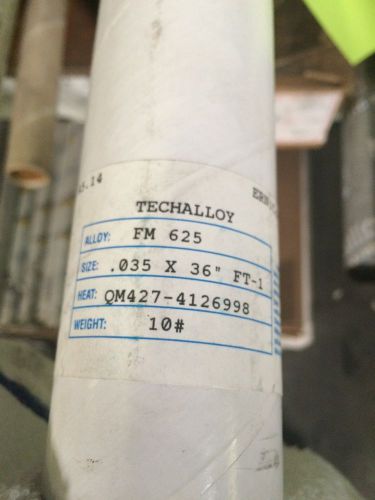 TECHALLOY
ALLOY: FM 625
SIZE: .035 X 36" FT-1
HEAT: QM427-4126998
WEIGHT: 10#